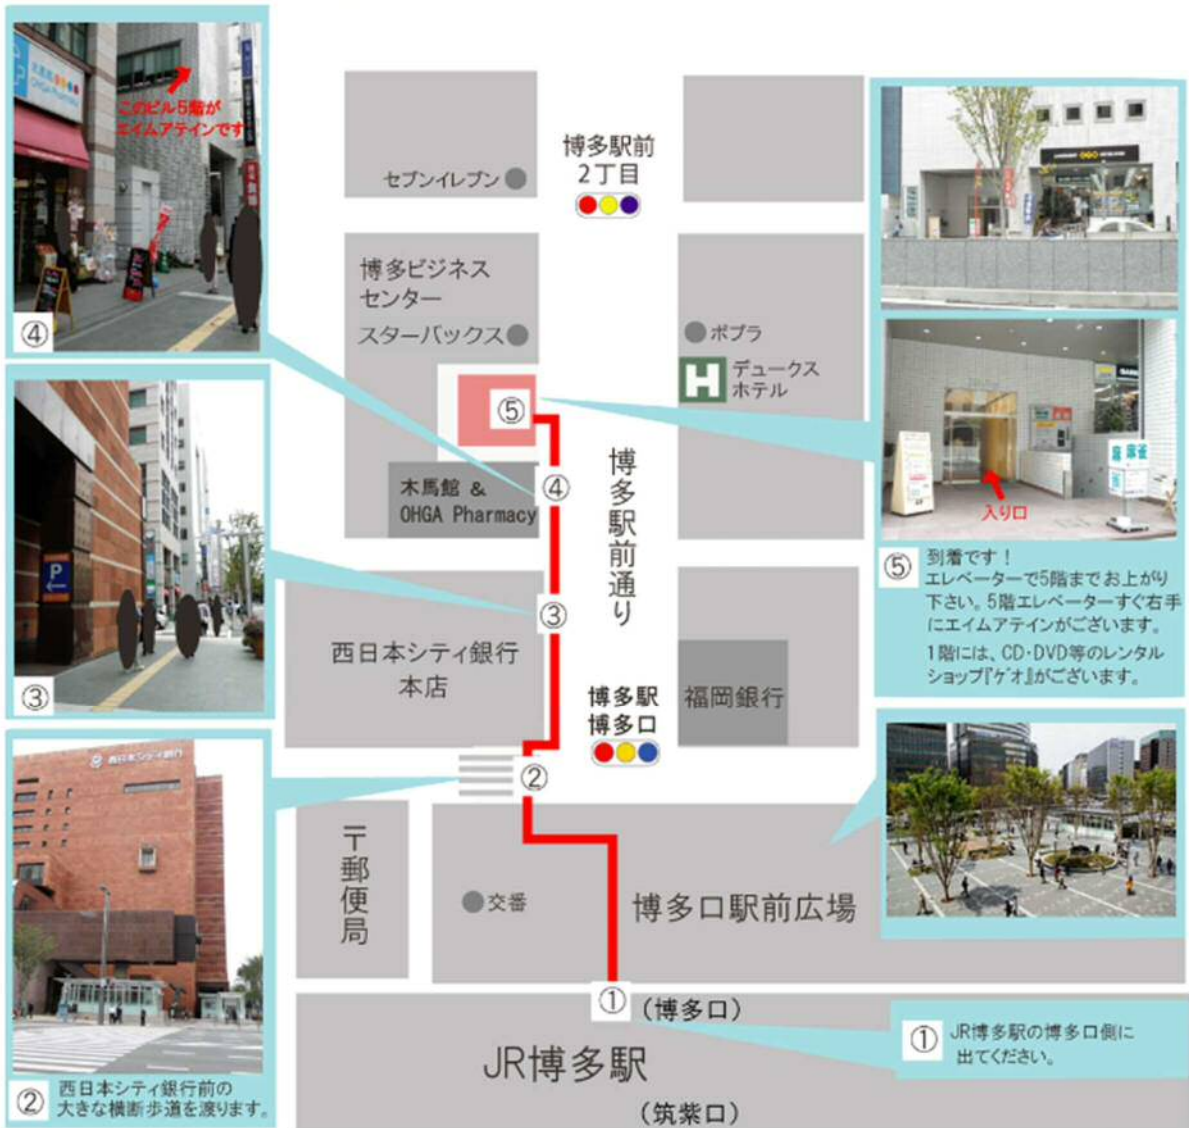 OHGA Pharmacy
このビル5階が
エイムアテインです
④
③
西日本シティ銀行
②
西日本シティ銀行前の
大きな横断歩道を渡ります。
セブンイレブン
博多駅前
2丁目
博多ビジネス
センター
スターバックス
⑤
木馬館 &
OHGA Pharmacy
④
③
西日本シティ銀行
本店
②
〒郵便局
交番
博多駅前通り
ポプラ
H
デュークス
ホテル
博多駅
博多口
福岡銀行
博多口駅前広場
①
(博多口)
JR博多駅
(筑紫口)
P
麻雀
入り口
⑤
到着です！
エレベーターで5階までお上がり
下さい。5階エレベーターすぐ右手
にエイムアテインがございます。
1階には、CD・DVD等のレンタル
ショップ『ゲオ』がございます。
①
JR博多駅の博多口側に
出てください。